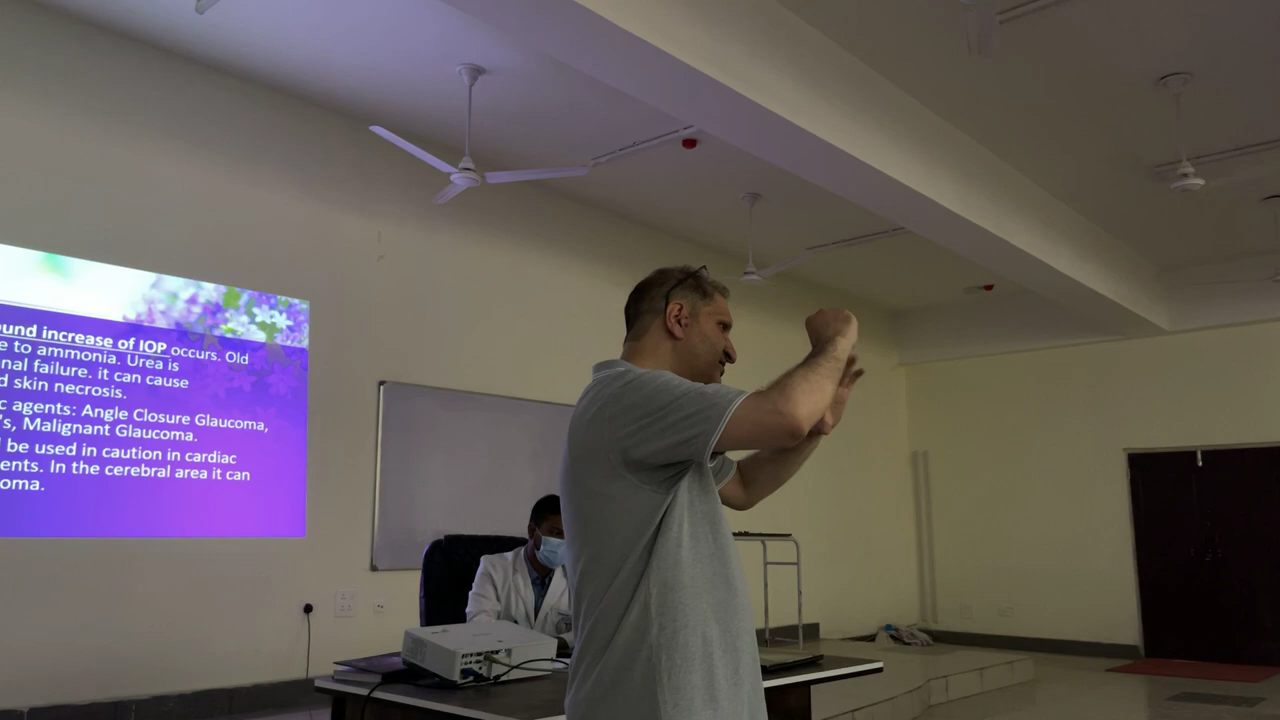 und increase of IOP occurs. Old
e to ammonia. Urea is
nal failure. it can cause
d skin necrosis.
c agents: Angle Closure Glaucoma,
's, Malignant Glaucoma.
be used in caution in cardiac
ents. In the cerebral area it can
oma.